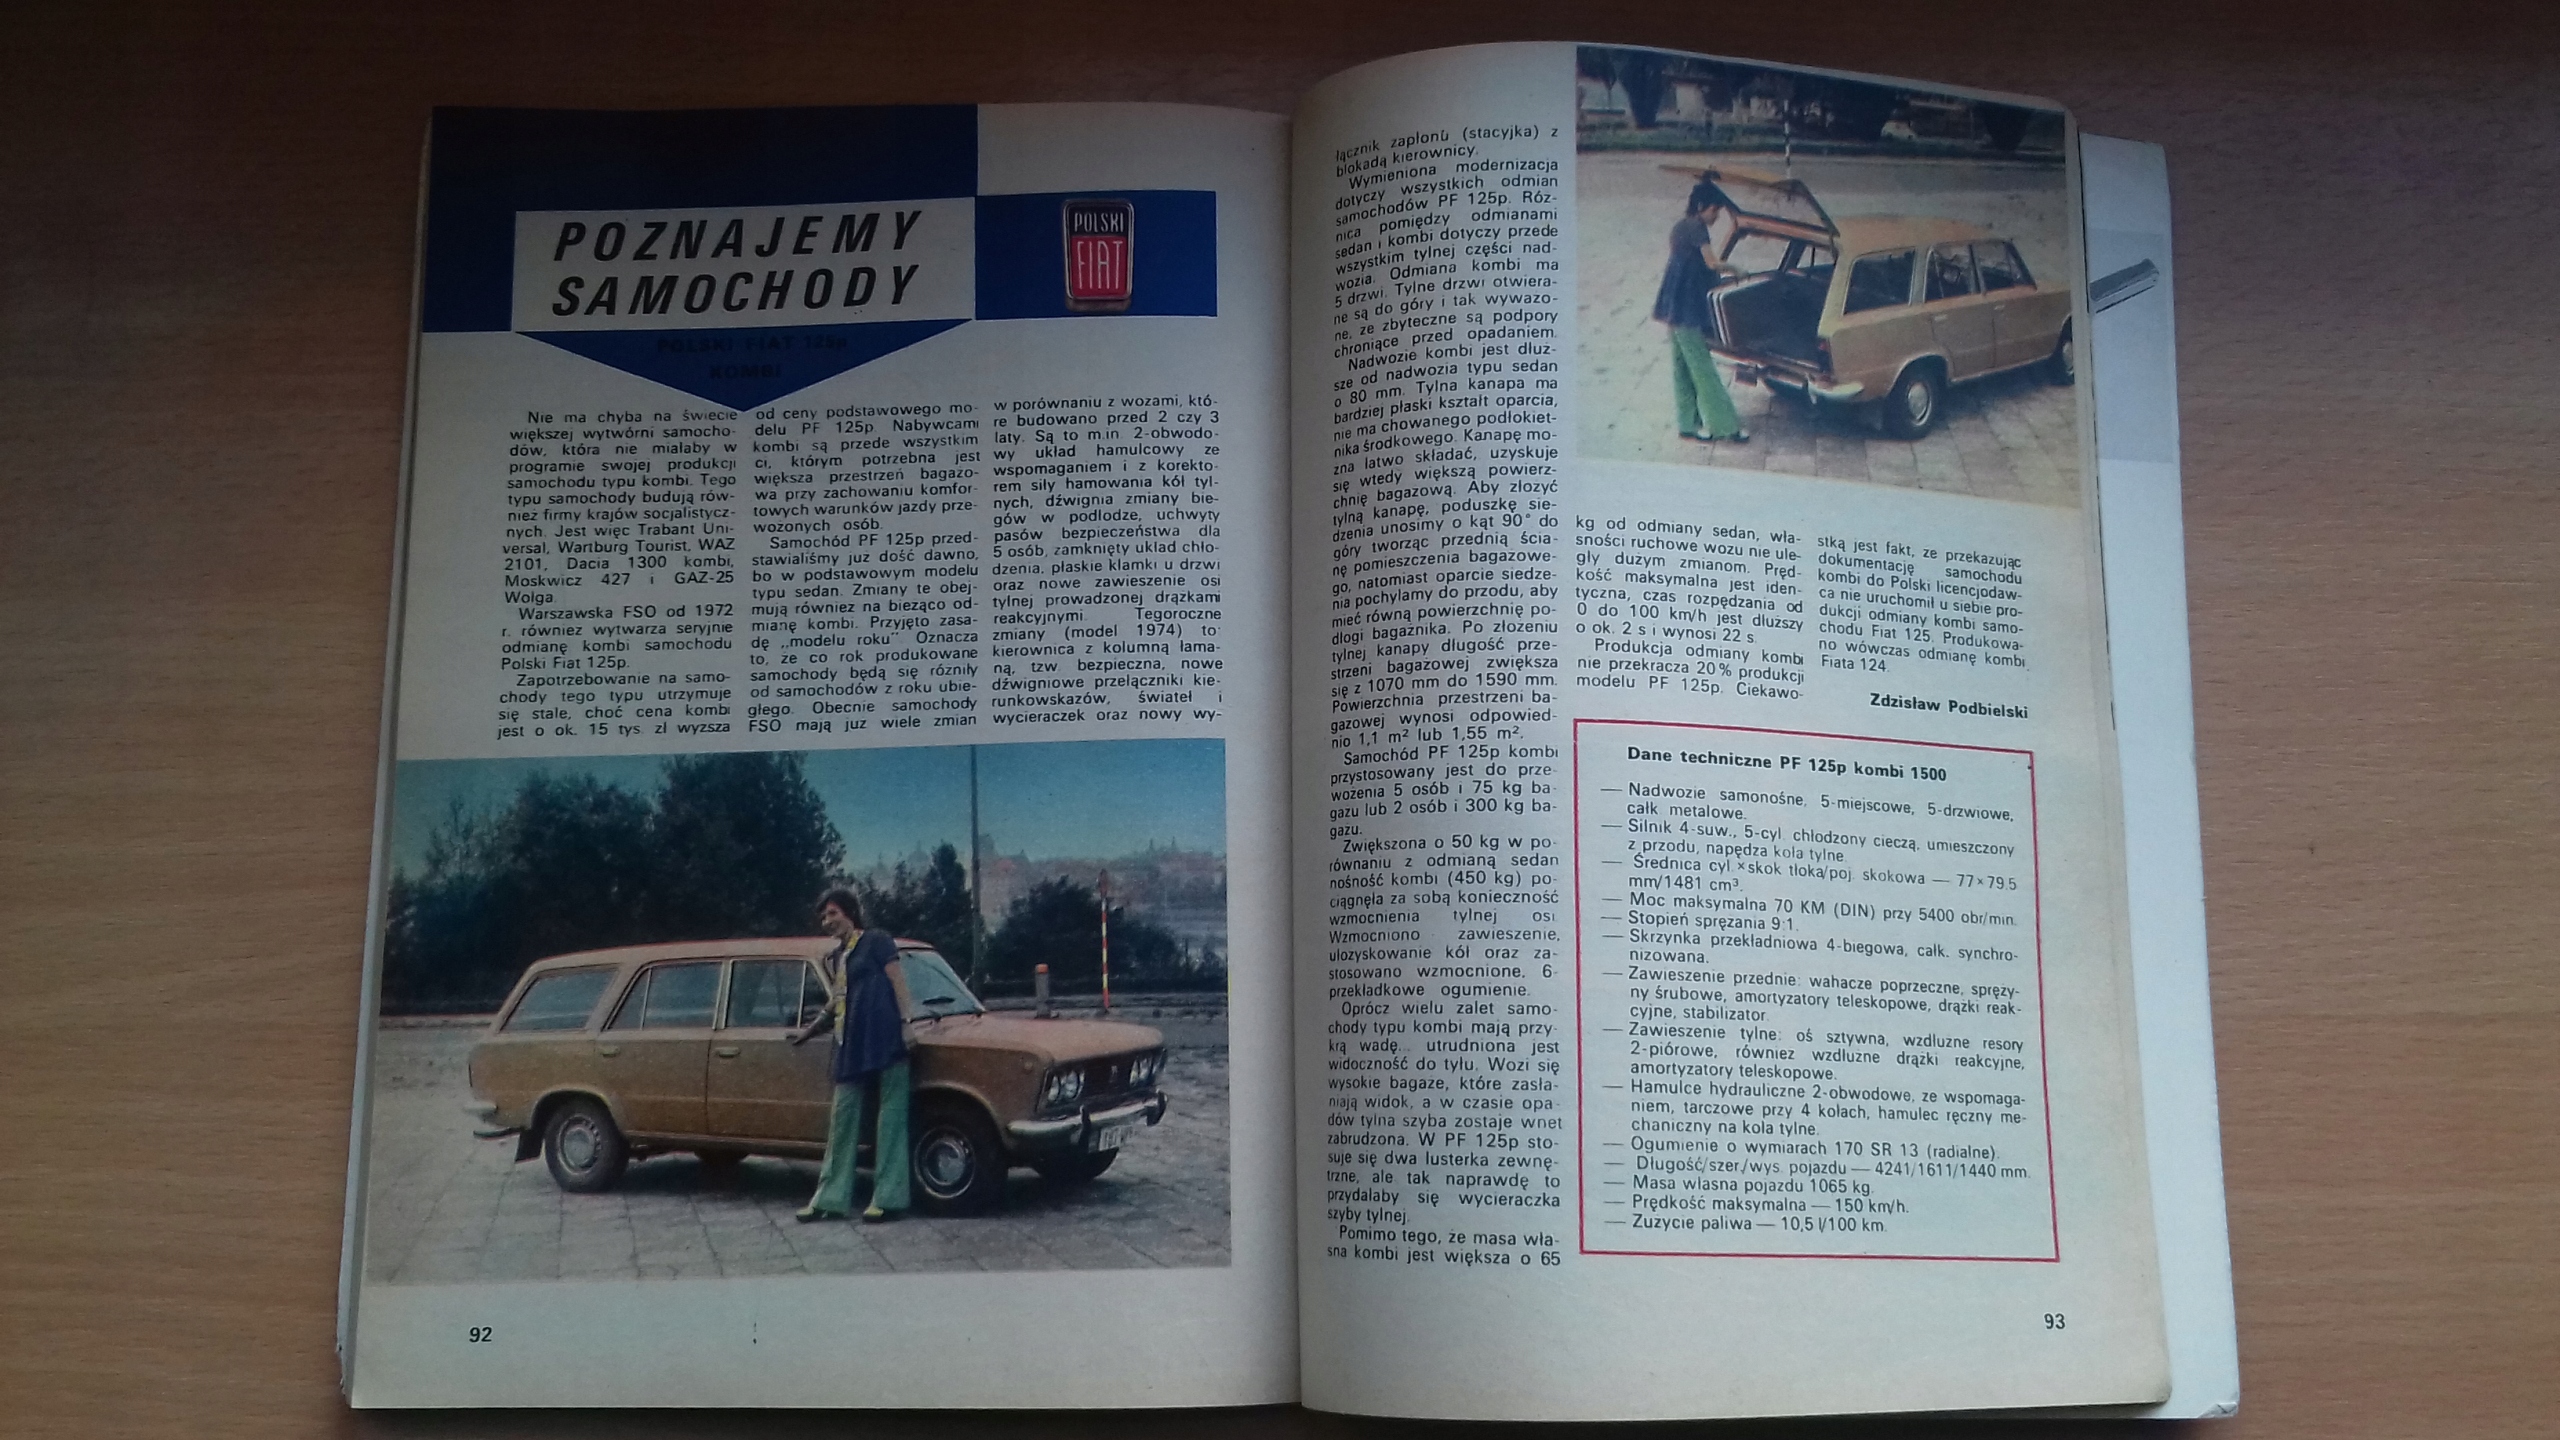 POZNAJEMY
SAMOCHODY
POLSKI
FIAT
POLSKI FIAT 125p
KOMBI
Nie ma chyba na świecie
większej wytwórni samocho-
dów, która nie miałaby w
programie swojej produkcji
samochodu typu kombi. Tego
typu samochody budują rów-
nież firmy krajów socjalistycz-
nych. Jest więc Trabant Uni-
versal, Wartburg Tourist, WAZ
2101, Dacia 1300 kombi,
Moskwicz 427 i GAZ-25
Wołga.
Warszawska FSO od 1972
r. również wytwarza seryjnie
odmianę kombi samochodu
Polski Fiat 125p.
Zapotrzebowanie na samo-
chody tego typu utrzymuje
się stale, choć cena kombi
jest o ok. 15 tys. zł wyższa
od ceny podstawowego mo-
delu PF 125p. Nabywcami
kombi są przede wszystkim
ci, którym potrzebna jest
większa przestrzeń bagażo-
wa przy zachowaniu komfor-
towych warunków jazdy prze-
wożonych osób.
Samochód PF 125p przed-
stawialiśmy już dość dawno,
bo w podstawowym modelu
typu sedan. Zmiany te obej-
mują również na bieżąco od-
mianę kombi. Przyjęto zasa-
dę „modelu roku" Oznacza
to, że co rok produkowane
samochody będą się różniły
od samochodów z roku ubie-
głego. Obecnie samochody
FSO mają już wiele zmian
w porównaniu z wozami, któ-
re budowano przed 2 czy 3
laty. Są to m.in. 2-obwodo-
wy układ hamulcowy ze
wspomaganiem i z korekto-
rem siły hamowania kół tyl-
nych, dźwignia zmiany bie-
gów w podłodze, uchwyty
pasów bezpieczeństwa dla
5 osób, zamknięty układ chło-
dzenia, płaskie klamki u drzwi
oraz nowe zawieszenie osi
tylnej prowadzonej drążkami
reakcyjnymi. Tegoroczne
zmiany (model 1974) to:
kierownica z kolumną łama-
ną, tzw. bezpieczna, nowe
dźwigniowe przełączniki kie-
runkowskazów, świateł i
wycieraczek oraz nowy wy-
92
łącznik zapłonu (stacyjka) z
blokadą kierownicy.
Wymieniona modernizacja
dotyczy wszystkich odmian
samochodów PF 125p. Róż-
nica pomiędzy odmianami
sedan i kombi dotyczy przede
wszystkim tylnej części nad-
wozia. Odmiana kombi ma
5 drzwi. Tylne drzwi otwiera-
ne są do góry i tak wyważo-
ne, że zbyteczne są podpory
chroniące przed opadaniem.
Nadwozie kombi jest dłuż-
sze od nadwozia typu sedan
o 80 mm. Tylna kanapa ma
bardziej płaski kształt oparcia,
nie ma chowanego podłokiet-
nika środkowego. Kanapę mo-
żna łatwo składać, uzyskuje
się wtedy większą powierz-
chnię bagażową. Aby złożyć
tylną kanapę, poduszkę sie-
dzenia unosimy o kąt 90° do
góry tworząc przednią ścia-
nę pomieszczenia bagażowe-
go, natomiast oparcie siedze-
nia pochylamy do przodu, aby
mieć równą powierzchnię po-
dłogi bagażnika. Po złożeniu
tylnej kanapy długość prze-
strzeni bagażowej zwiększa
się z 1070 mm do 1590 mm.
Powierzchnia przestrzeni ba-
gażowej wynosi odpowied-
nio 1,1 m² lub 1,55 m².
Samochód PF 125p kombi
przystosowany jest do prze-
wożenia 5 osób i 75 kg ba-
gażu lub 2 osób i 300 kg ba-
gażu.
Zwiększona o 50 kg w po-
równaniu z odmianą sedan
nośność kombi (450 kg) po-
ciągnęła za sobą konieczność
wzmocnienia tylnej osi.
Wzmocniono zawieszenie,
ułożyskowanie kół oraz za-
stosowano wzmocnione, 6-
przekładkowe ogumienie.
Oprócz wielu zalet samo-
chody typu kombi mają przy-
krą wadę... utrudniona jest
widoczność do tyłu. Wozi się
wysokie bagaże, które zasła-
niają widok, a w czasie opa-
dów tylna szyba zostaje wnet
zabrudzona. W PF 125p sto-
suje się dwa lusterka zewnę-
trzne, ale tak naprawdę to
przydałaby się wycieraczka
szyby tylnej.
Pomimo tego, że masa wła-
sna kombi jest większa o 65
kg od odmiany sedan, wła-
sności ruchowe wozu nie ule-
gły dużym zmianom. Pręd-
kość maksymalna jest iden-
tyczna, czas rozpędzania od
0 do 100 km/h jest dłuższy
o ok. 2 s i wynosi 22 s.
Produkcja odmiany kombi
nie przekracza 20% produkcji
modelu PF 125p. Ciekawo-
stką jest fakt, że przekazując
dokumentację samochodu
kombi do Polski licencjodaw-
ca nie uruchomił u siebie pro-
dukcji odmiany kombi samo-
chodu Fiat 125. Produkowa-
no wówczas odmianę kombi
Fiata 124.
Zdzisław Podbielski
Dane techniczne PF 125p kombi 1500
— Nadwozie samonośne, 5-miejscowe, 5-drzwiowe,
całk metalowe.
— Silnik 4-suw., 5-cyl. chłodzony cieczą, umieszczony
z przodu, napędza koła tylne.
— Średnica cyl.×skok tłoka/poj. skokowa — 77×79.5
mm/1481 cm³.
— Moc maksymalna 70 KM (DIN) przy 5400 obr/min.
— Stopień sprężania 9:1.
— Skrzynka przekładniowa 4-biegowa, całk. synchro-
nizowana.
— Zawieszenie przednie: wahacze poprzeczne, spręży-
ny śrubowe, amortyzatory teleskopowe, drążki reak-
cyjne, stabilizator.
— Zawieszenie tylne: oś sztywna, wzdłużne resory
2-piórowe, również wzdłużne drążki reakcyjne,
amortyzatory teleskopowe.
— Hamulce hydrauliczne 2-obwodowe, ze wspomaga-
niem, tarczowe przy 4 kołach, hamulec ręczny me-
chaniczny na koła tylne.
— Ogumienie o wymiarach 170 SR 13 (radialne).
— Długość/szer./wys. pojazdu — 4241/1611/1440 mm.
— Masa własna pojazdu 1065 kg.
— Prędkość maksymalna — 150 km/h.
— Zużycie paliwa — 10,5 l/100 km.
93